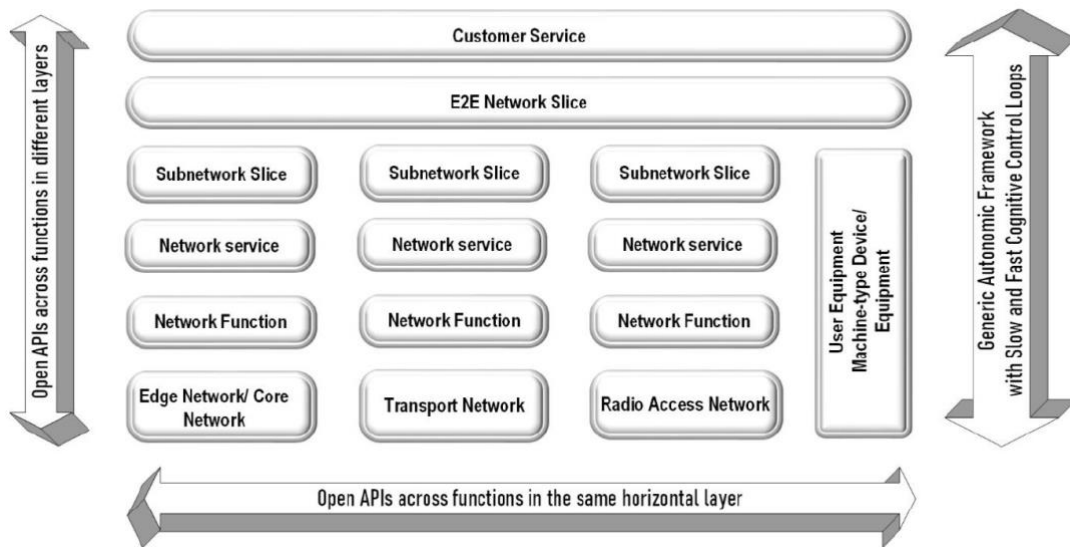 Open APIs across functions in different layers
Customer Service
E2E Network Slice
Subnetwork Slice
Subnetwork Slice
Subnetwork Slice
Network service
Network service
Network service
Network Function
Network Function
Network Function
Edge Network/ Core
Network
Transport Network
Radio Access Network
User Equipment
Machine-type Device/
Equipment
Generic Autonomic Framework
with Slow and Fast Cognitive Control Loops
Open APIs across functions in the same horizontal layer